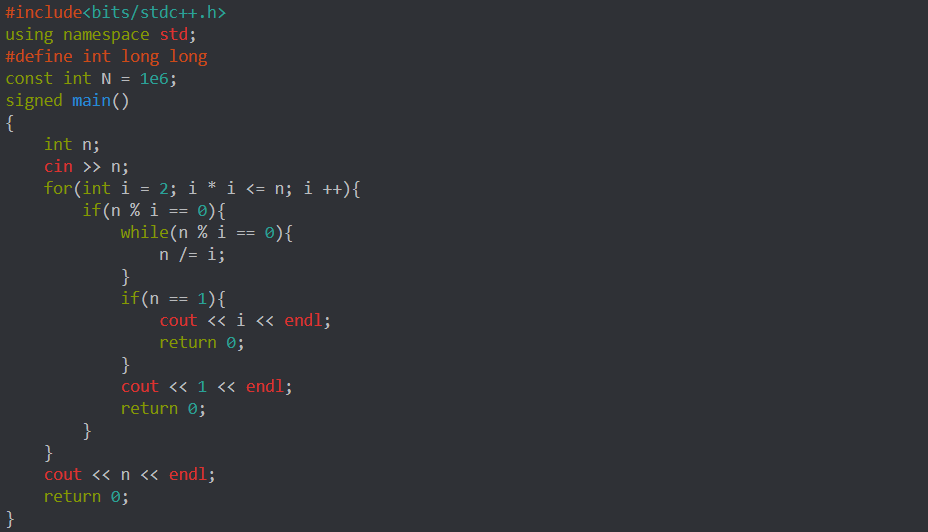 #include<bits/stdc++.h>
using namespace std;
#define int long long
const int N = 1e6;
signed main()
{
    int n;
    cin >> n;
    for(int i = 2; i * i <= n; i ++){
        if(n % i == 0){
            while(n % i == 0){
                n /= i;
            }
            if(n == 1){
                cout << i << endl;
                return 0;
            }
            cout << 1 << endl;
            return 0;
        }
    }
    cout << n << endl;
    return 0;
}